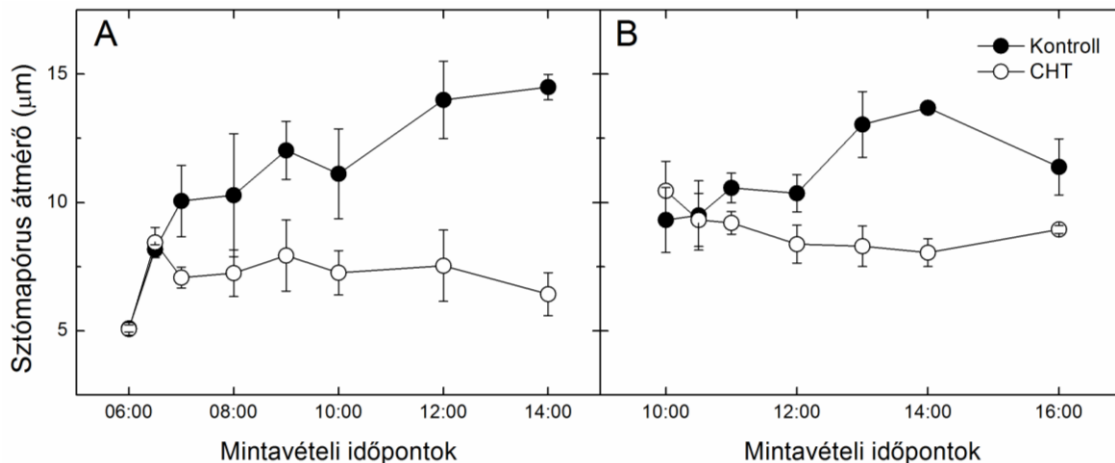 A
B
Kontroll
CHT
Sztómapórus átmérő (μm)
15
10
5
06:00 08:00 10:00 12:00 14:00
10:00 12:00 14:00 16:00
Mintavételi időpontok
Mintavételi időpontok